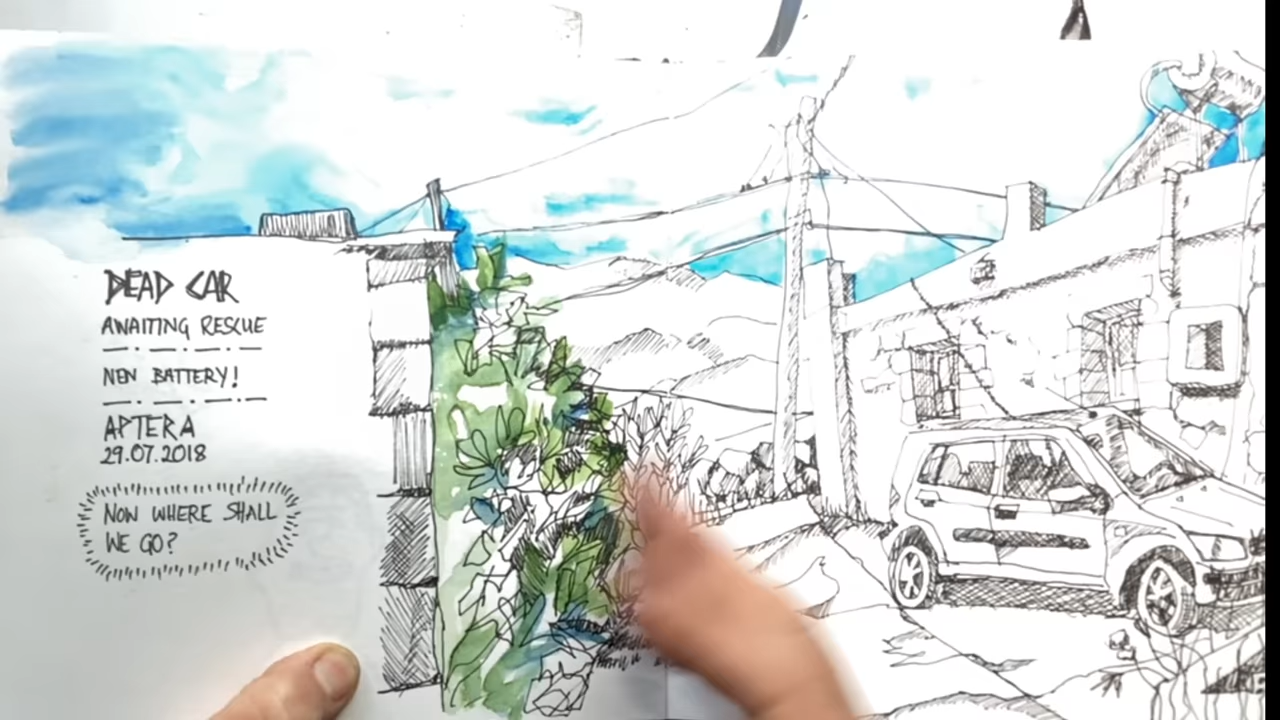 DEAD CAR
AWAITING RESCUE
NEW BATTERY!
APTERA
29.07.2018
NOW WHERE SHALL
WE GO?